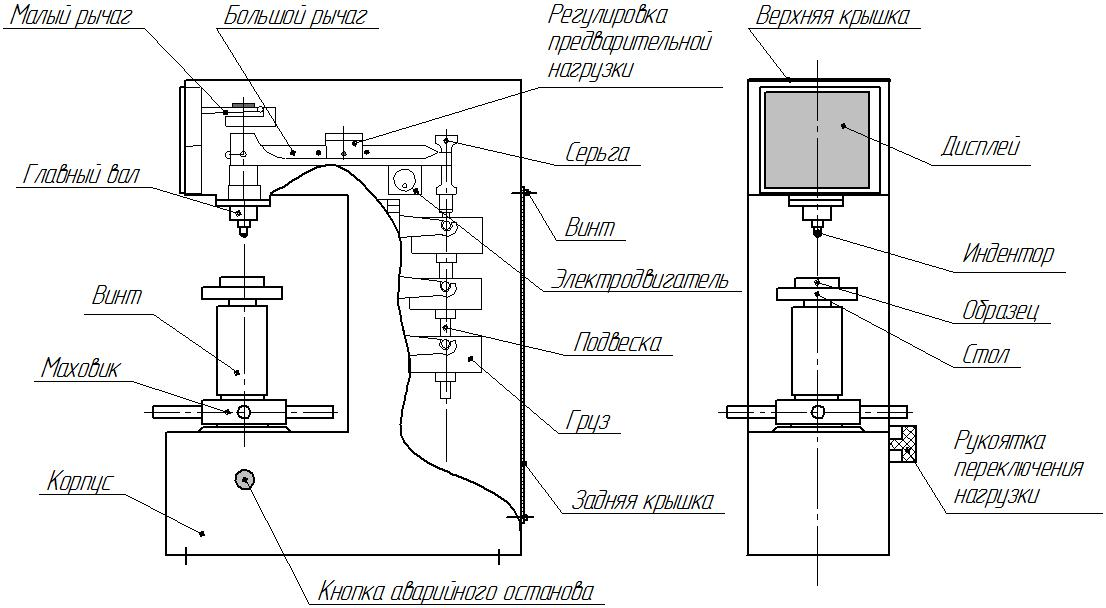 Малый рычаг
Большой рычаг
Регулировка
предварительной
нагрузки
Верхняя крышка
Серьга
Дисплей
Главный вал
Винт
Индентор
Электродвигатель
Винт
Образец
Подвеска
Стол
Маховик
Груз
Рукоятка
переключения
нагрузки
Корпус
Задняя крышка
Кнопка аварийного останова